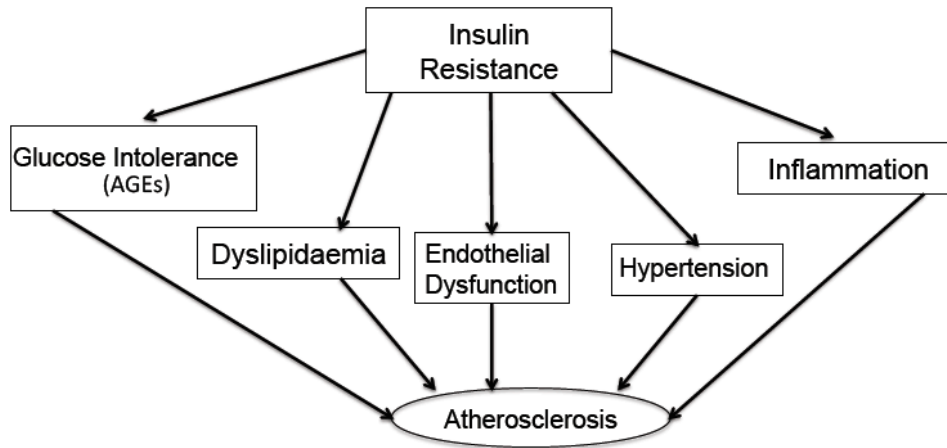 Insulin
Resistance
Glucose Intolerance
(AGEs)
Inflammation
Dyslipidaemia
Endothelial
Dysfunction
Hypertension
Atherosclerosis